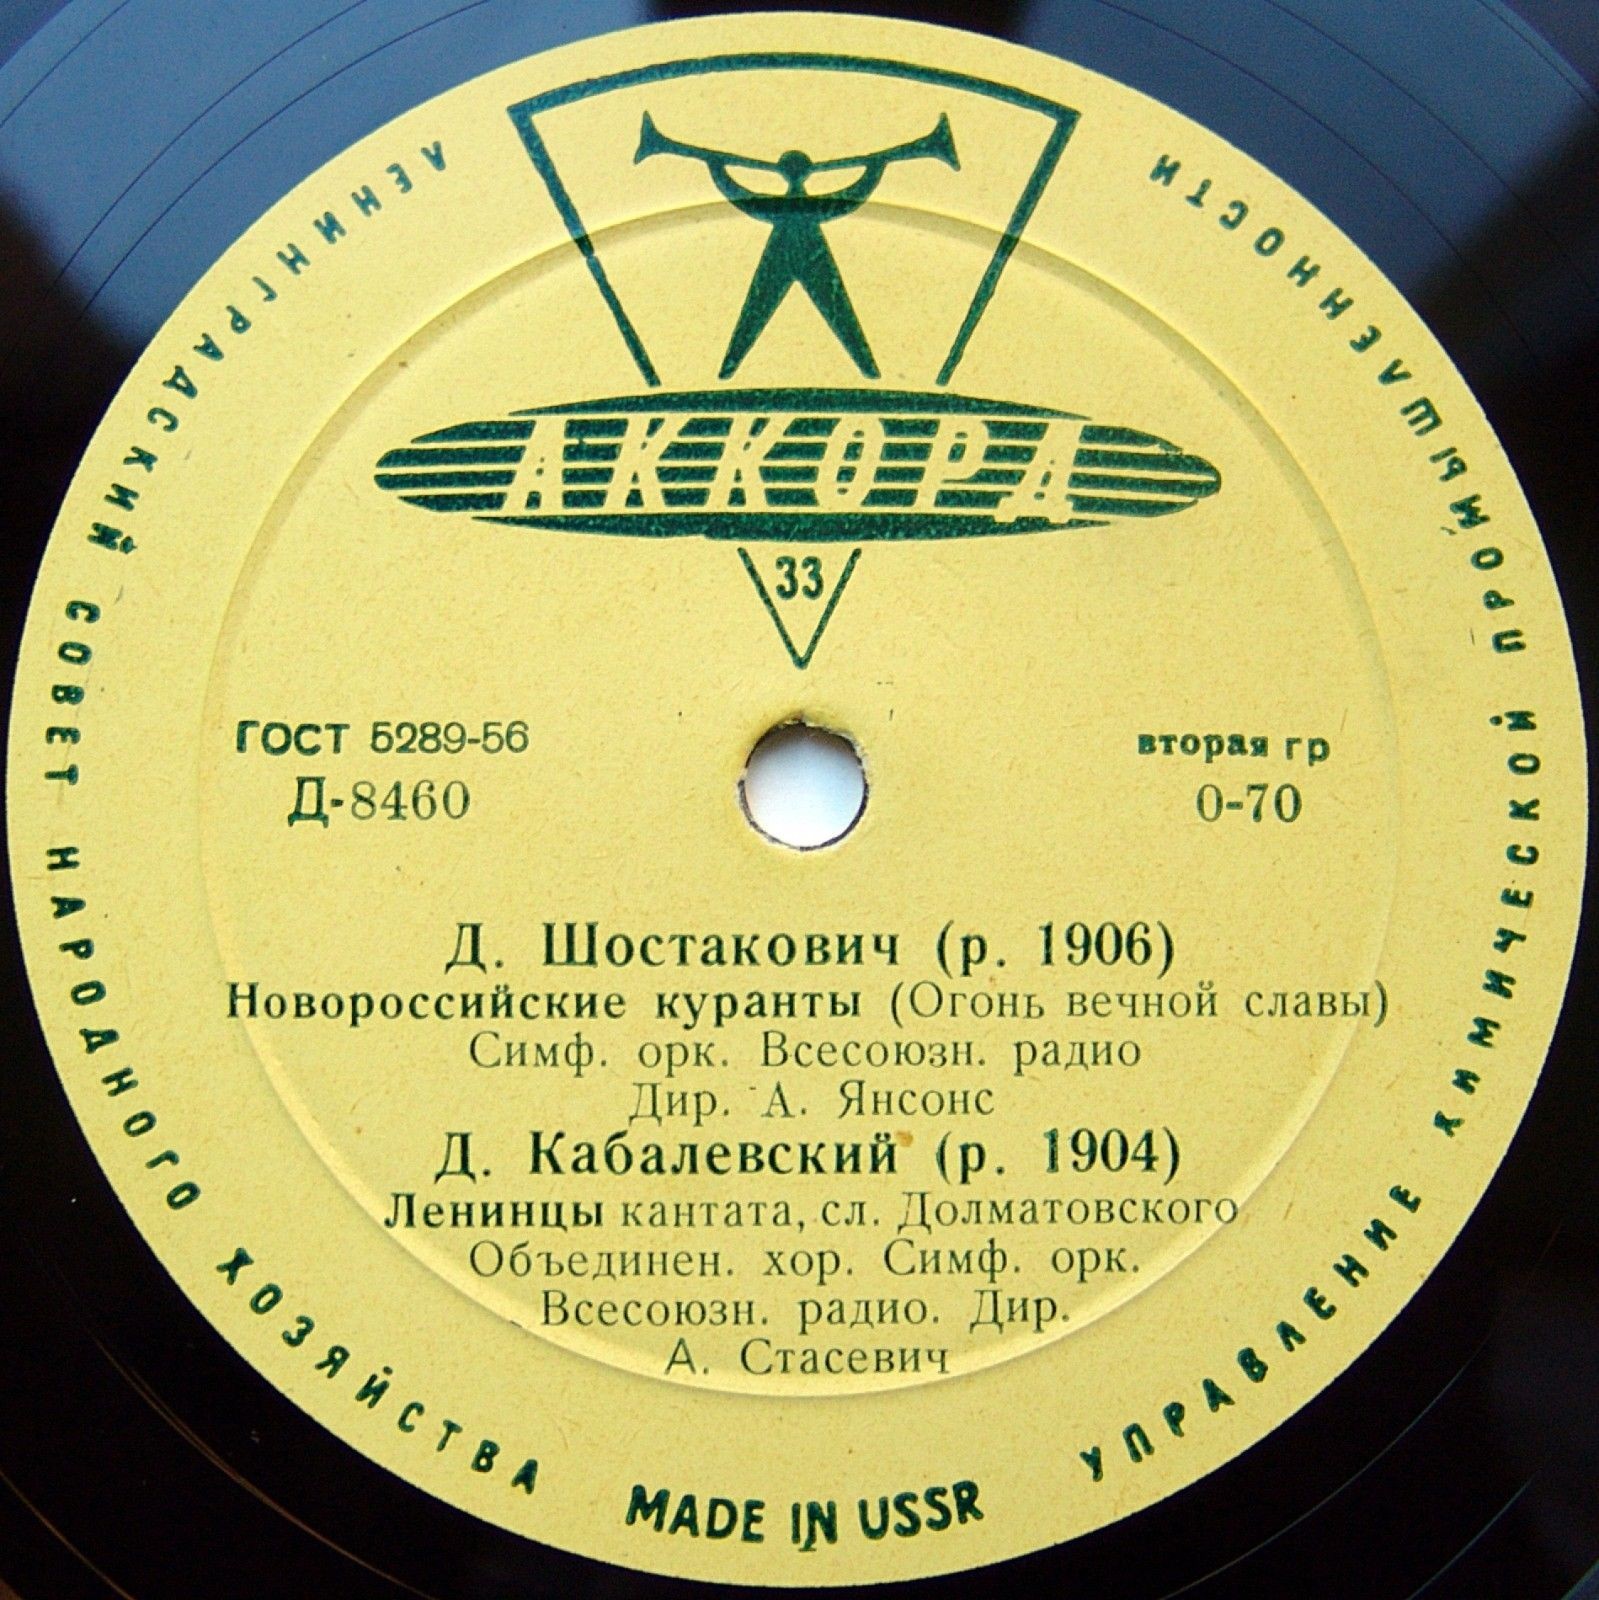 ЛЕНИНГРАДСКИЙ СОВЕТ НАРОДНОГО ХОЗЯЙСТВА
УПРАВЛЕНИЕ ХИМИЧЕСКОЙ ПРОМЫШЛЕННОСТИ
АККОРД
33
ГОСТ 5289-56
вторая гр
Д-8460
0-70
Д. Шостакович (р. 1906)
Новороссийские куранты (Огонь вечной славы)
Симф. орк. Всесоюзн. радио
Дир. А. Янсонс
Д. Кабалевский (р. 1904)
Ленинцы кантата, сл. Долматовского
Объединен. хор. Симф. орк.
Всесоюзн. радио. Дир.
А. Стасевич
MADE IN USSR